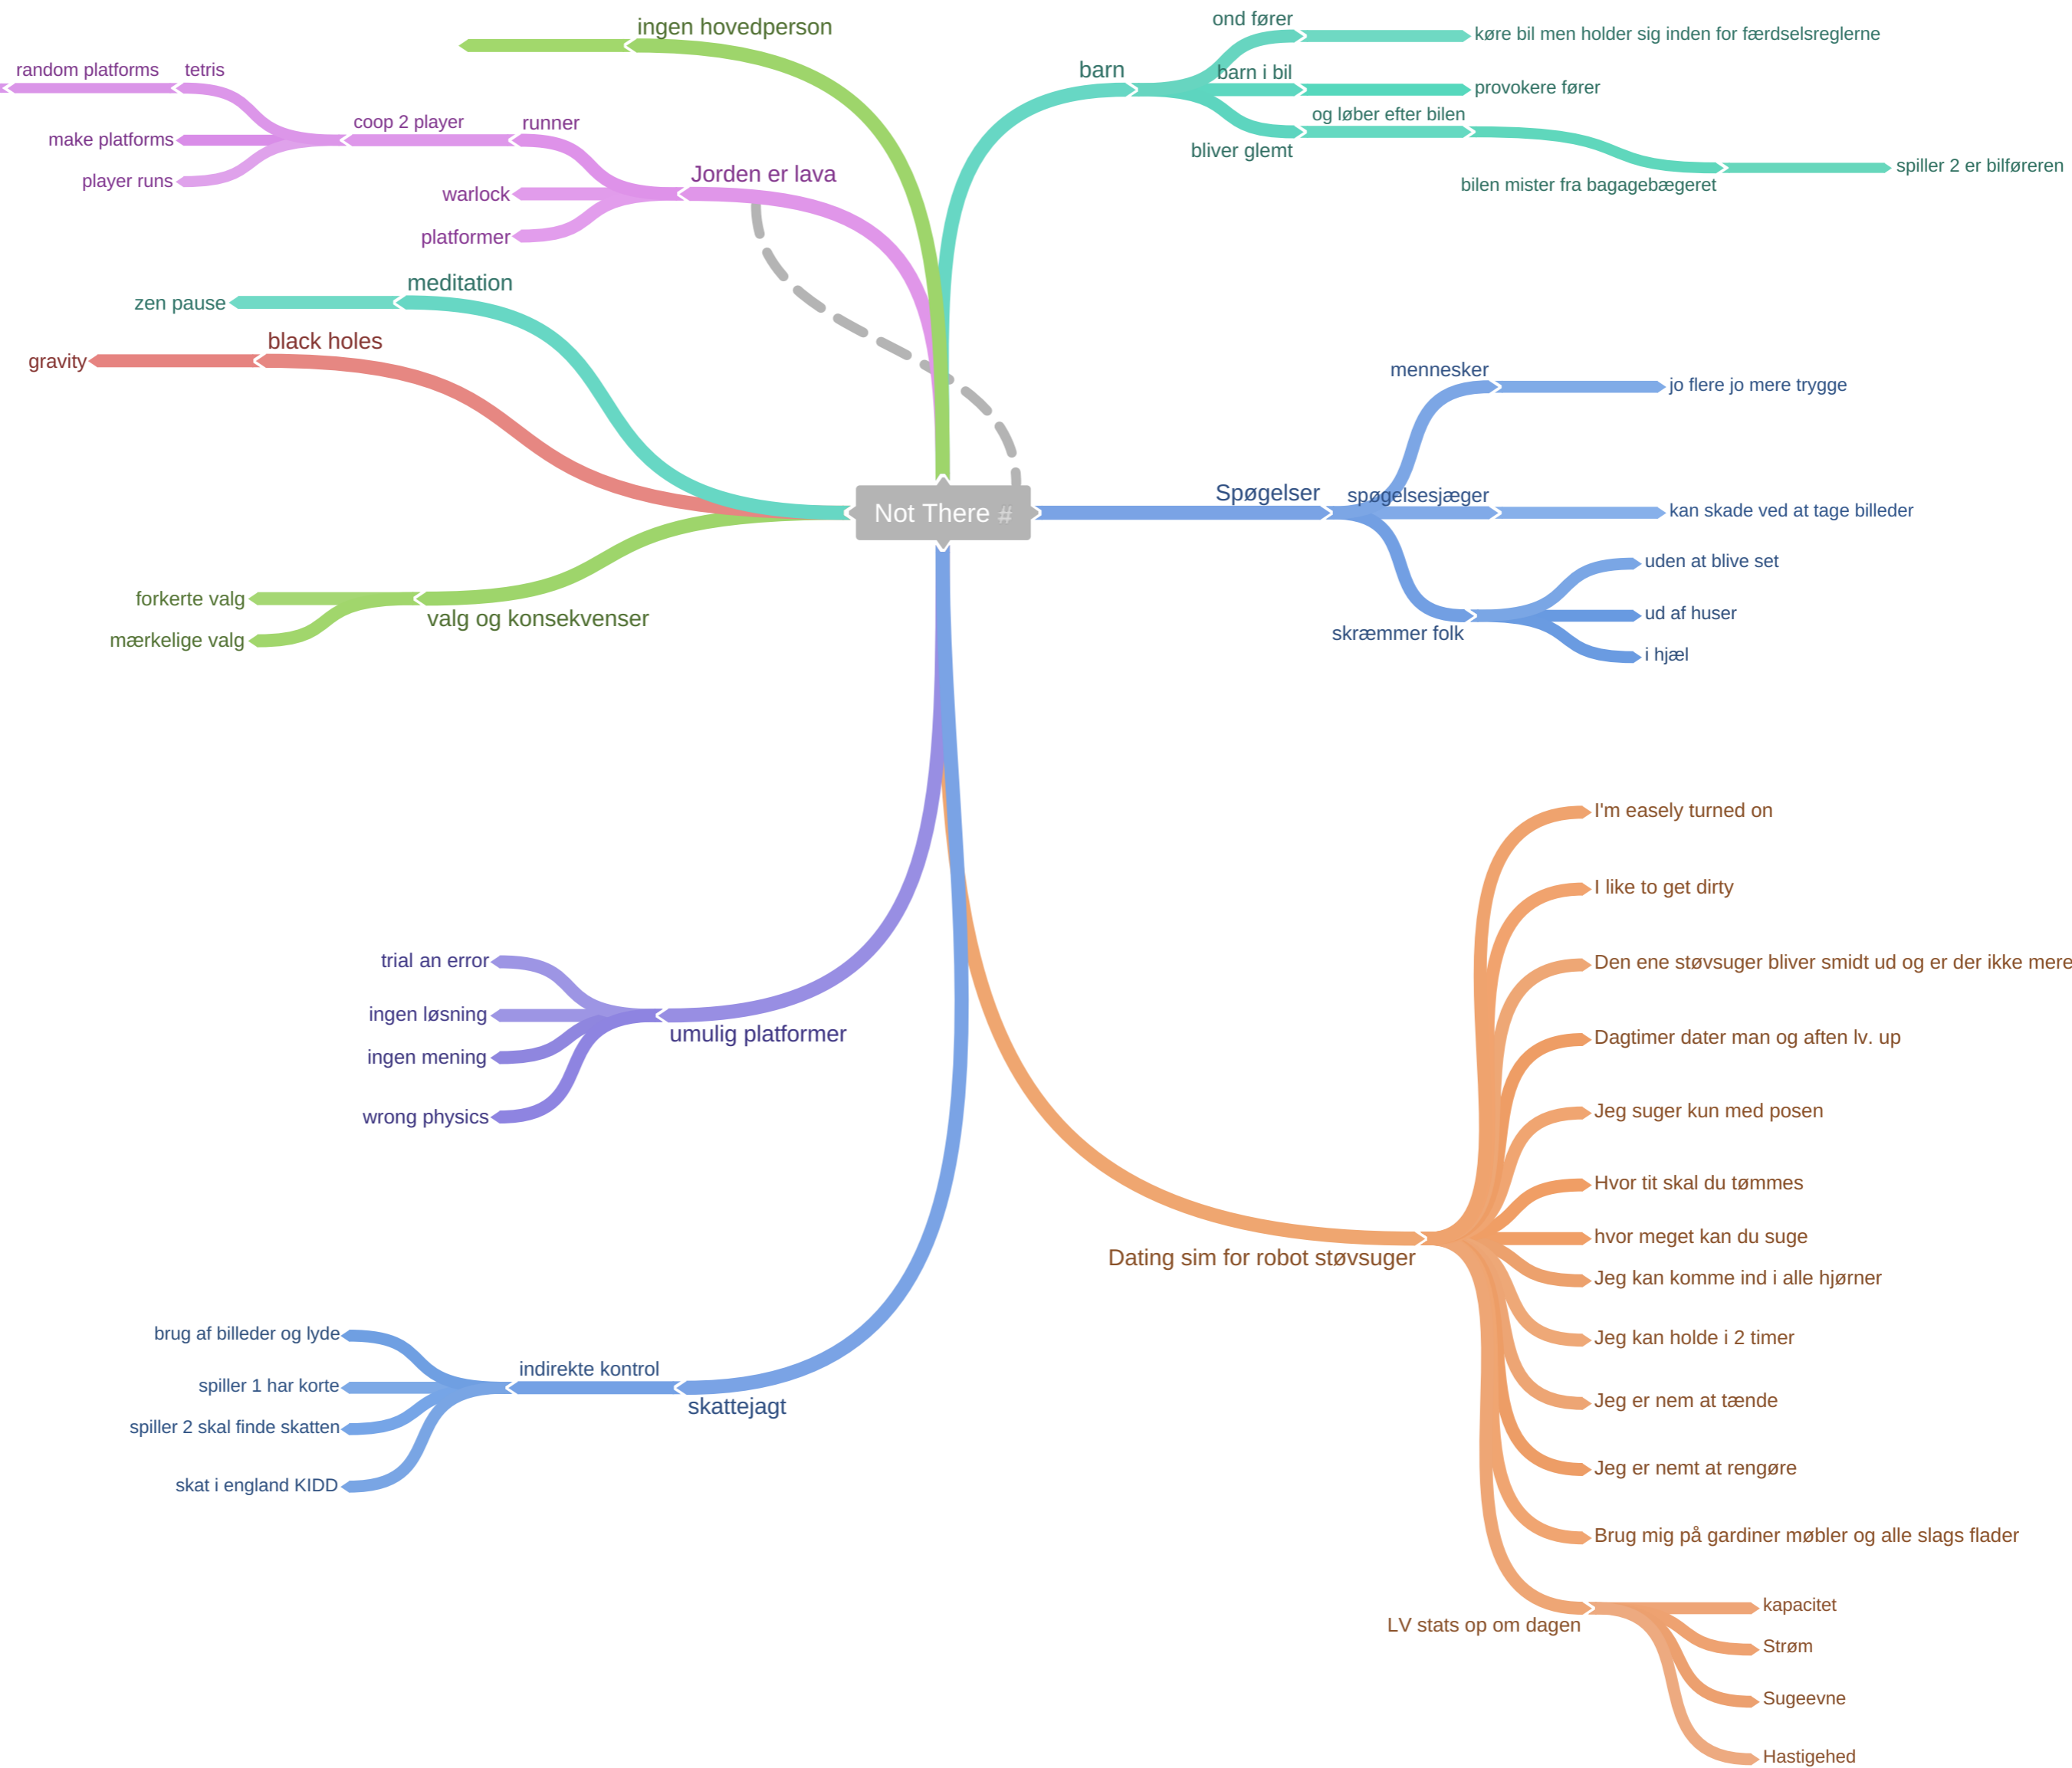 Not There #
ingen hovedperson
Jorden er lava
runner
coop 2 player
tetris
random platforms
make platforms
player runs
warlock
platformer
meditation
zen pause
black holes
gravity
valg og konsekvenser
forkerte valg
mærkelige valg
umulig platformer
trial an error
ingen løsning
ingen mening
wrong physics
skattejagt
indirekte kontrol
brug af billeder og lyde
spiller 1 har korte
spiller 2 skal finde skatten
skat i england KIDD
barn
ond fører
køre bil men holder sig inden for færdselsreglerne
barn i bil
provokere fører
bliver glemt
og løber efter bilen
bilen mister fra bagagebægeret
spiller 2 er bilføreren
Spøgelser
mennesker
jo flere jo mere trygge
spøgelsesjæger
kan skade ved at tage billeder
skræmmer folk
uden at blive set
ud af huser
i hjæl
Dating sim for robot støvsuger
I'm easely turned on
I like to get dirty
Den ene støvsuger bliver smidt ud og er der ikke mere
Dagtimer dater man og aften lv. up
Jeg suger kun med posen
Hvor tit skal du tømmes
hvor meget kan du suge
Jeg kan komme ind i alle hjørner
Jeg kan holde i 2 timer
Jeg er nem at tænde
Jeg er nemt at rengøre
Brug mig på gardiner møbler og alle slags flader
LV stats op om dagen
kapacitet
Strøm
Sugeevne
Hastigehed